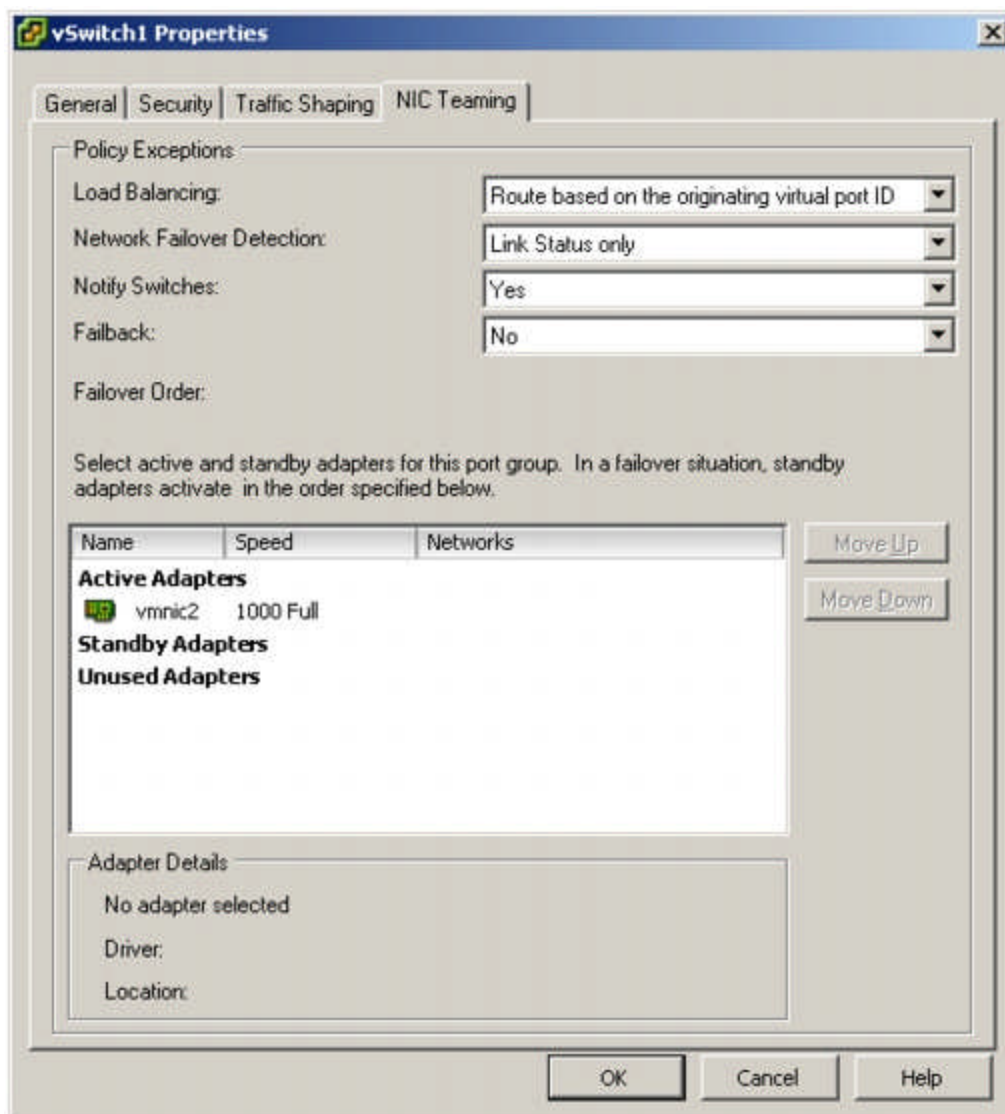 vSwitch1 Properties
General Security Traffic Shaping NIC Teaming
Policy Exceptions
Load Balancing: Route based on the originating virtual port ID
Network Failover Detection: Link Status only
Notify Switches: Yes
Failback: No
Failover Order:
Select active and standby adapters for this port group. In a failover situation, standby
adapters activate in the order specified below.
Name Speed Networks Move Up
Active Adapters
vmnic2 1000 Full Move Down
Standby Adapters
Unused Adapters
Adapter Details
No adapter selected
Driver:
Location:
OK Cancel Help